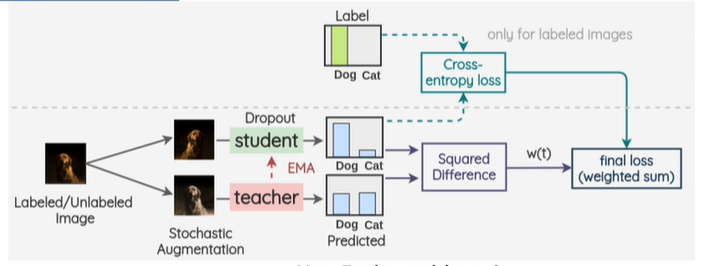 Label
only for labeled images
Dog Cat
Cross-
entropy loss
Dropout
student
Dog Cat
EMA
teacher
Labeled/Unlabeled
Image
Stochastic
Augmentation
Dog Cat
Predicted
Squared
Difference
w(t)
final loss
(weighted sum)